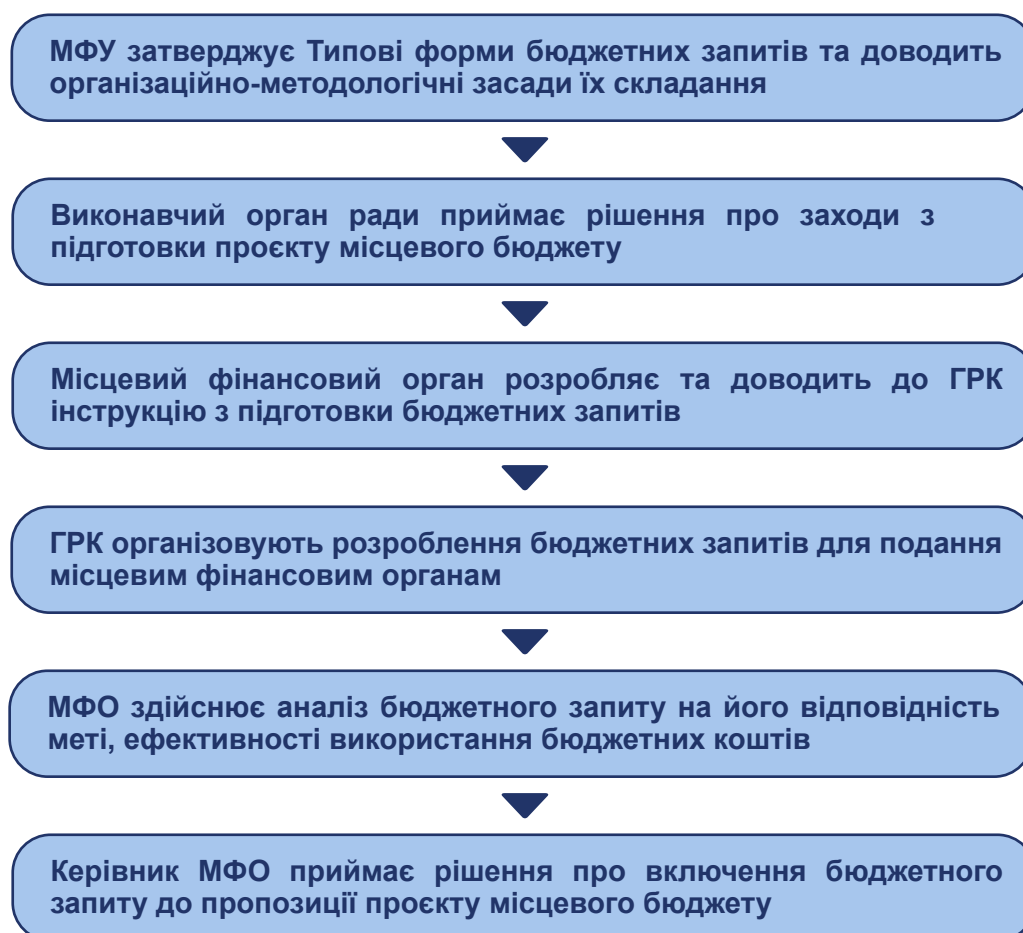 МФУ затверджує Типові форми бюджетних запитів та доводить
організаційно-методологічні засади їх складання
Виконавчий орган ради приймає рішення про заходи з
підготовки проєкту місцевого бюджету
Місцевий фінансовий орган розробляє та доводить до ГРК
інструкцію з підготовки бюджетних запитів
ГРК організовують розроблення бюджетних запитів для подання
місцевим фінансовим органам
МФО здійснює аналіз бюджетного запиту на його відповідність
меті, ефективності використання бюджетних коштів
Керівник МФО приймає рішення про включення бюджетного
запиту до пропозиції проєкту місцевого бюджету